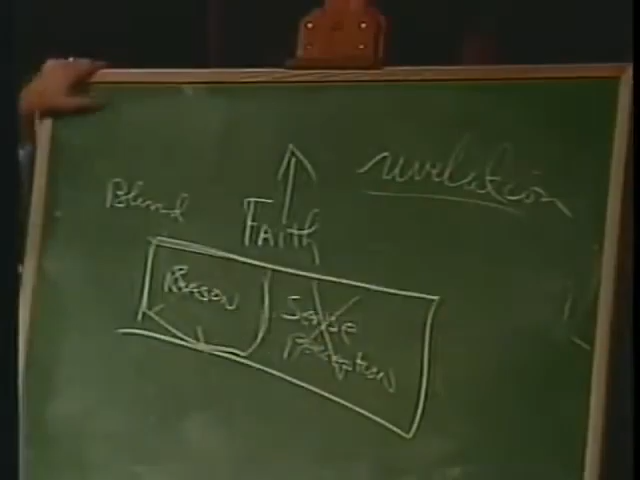 revelation
Blind
FAith
REASON
Sense
perception